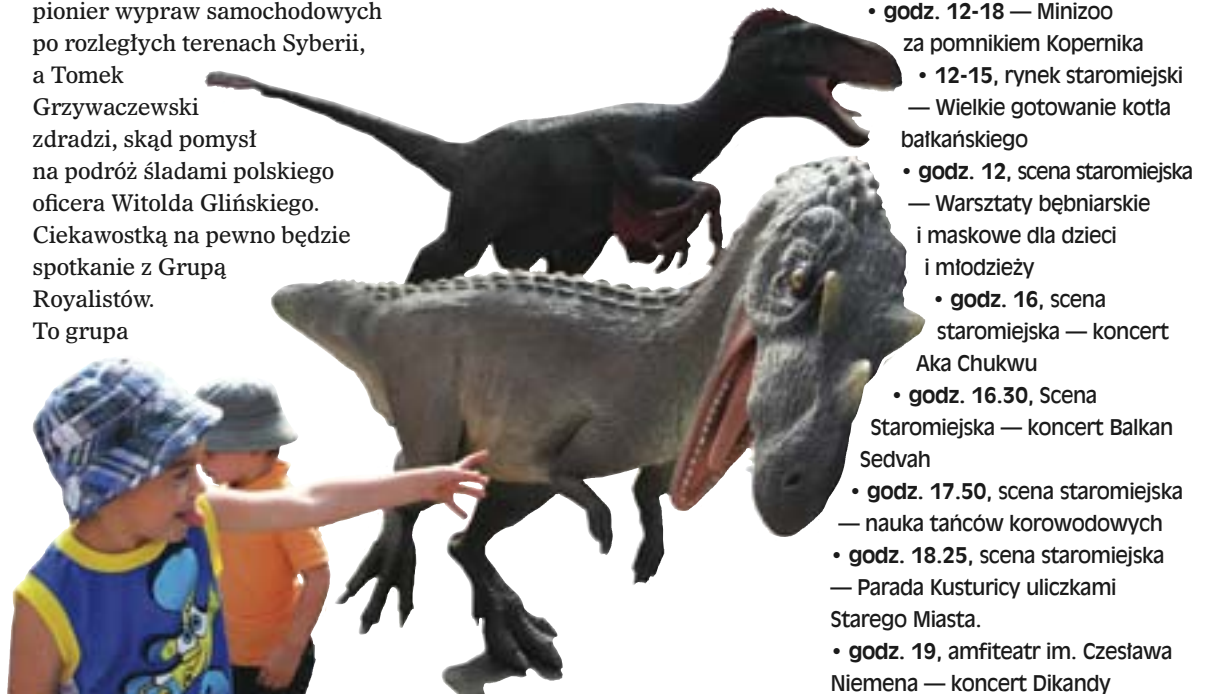 pionier wypraw samochodowych
po rozległych terenach Syberii,
a Tomek
Grzywaczewski
zdradzi, skąd pomysł
na podróż śladami polskiego
oficera Witolda Glińskiego.
Ciekawostką na pewno będzie
spotkanie z Grupą
Royalistów.
To grupa
• godz. 12-18 — Minizoo
za pomnikiem Kopernika
• 12-15, rynek staromiejski
— Wielkie gotowanie kotła
bałkańskiego
• godz. 12, scena staromiejska
— Warsztaty bębniarskie
i maskowe dla dzieci
i młodzieży
• godz. 16, scena
staromiejska — koncert
Aka Chukwu
• godz. 16.30, Scena
Staromiejska — koncert Balkan
Sedvah
• godz. 17.50, scena staromiejska
— nauka tańców korowodowych
• godz. 18.25, scena staromiejska
— Parada Kusturicy uliczkami
Starego Miasta.
• godz. 19, amfiteatr im. Czesława
Niemena — koncert Dikandy